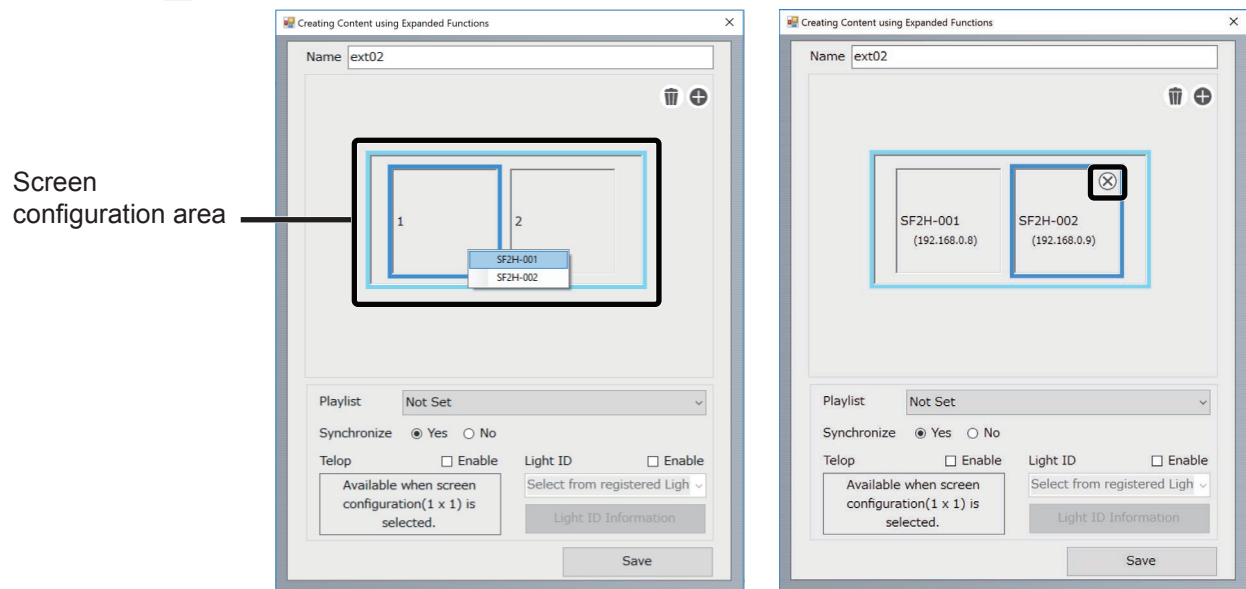 Creating Content using Expanded Functions
Name ext02
Screen
configuration area
1
2
SF2H-001
SF2H-002
Playlist Not Set
Synchronize Yes No
Telop Enable Light ID Enable
Available when screen
configuration(1 x 1) is
selected.
Select from registered Ligh
Light ID Information
Save
Creating Content using Expanded Functions
Name ext02
SF2H-001
(192.168.0.8)
SF2H-002
(192.168.0.9)
Playlist Not Set
Synchronize Yes No
Telop Enable Light ID Enable
Available when screen
configuration(1 x 1) is
selected.
Select from registered Ligh
Light ID Information
Save